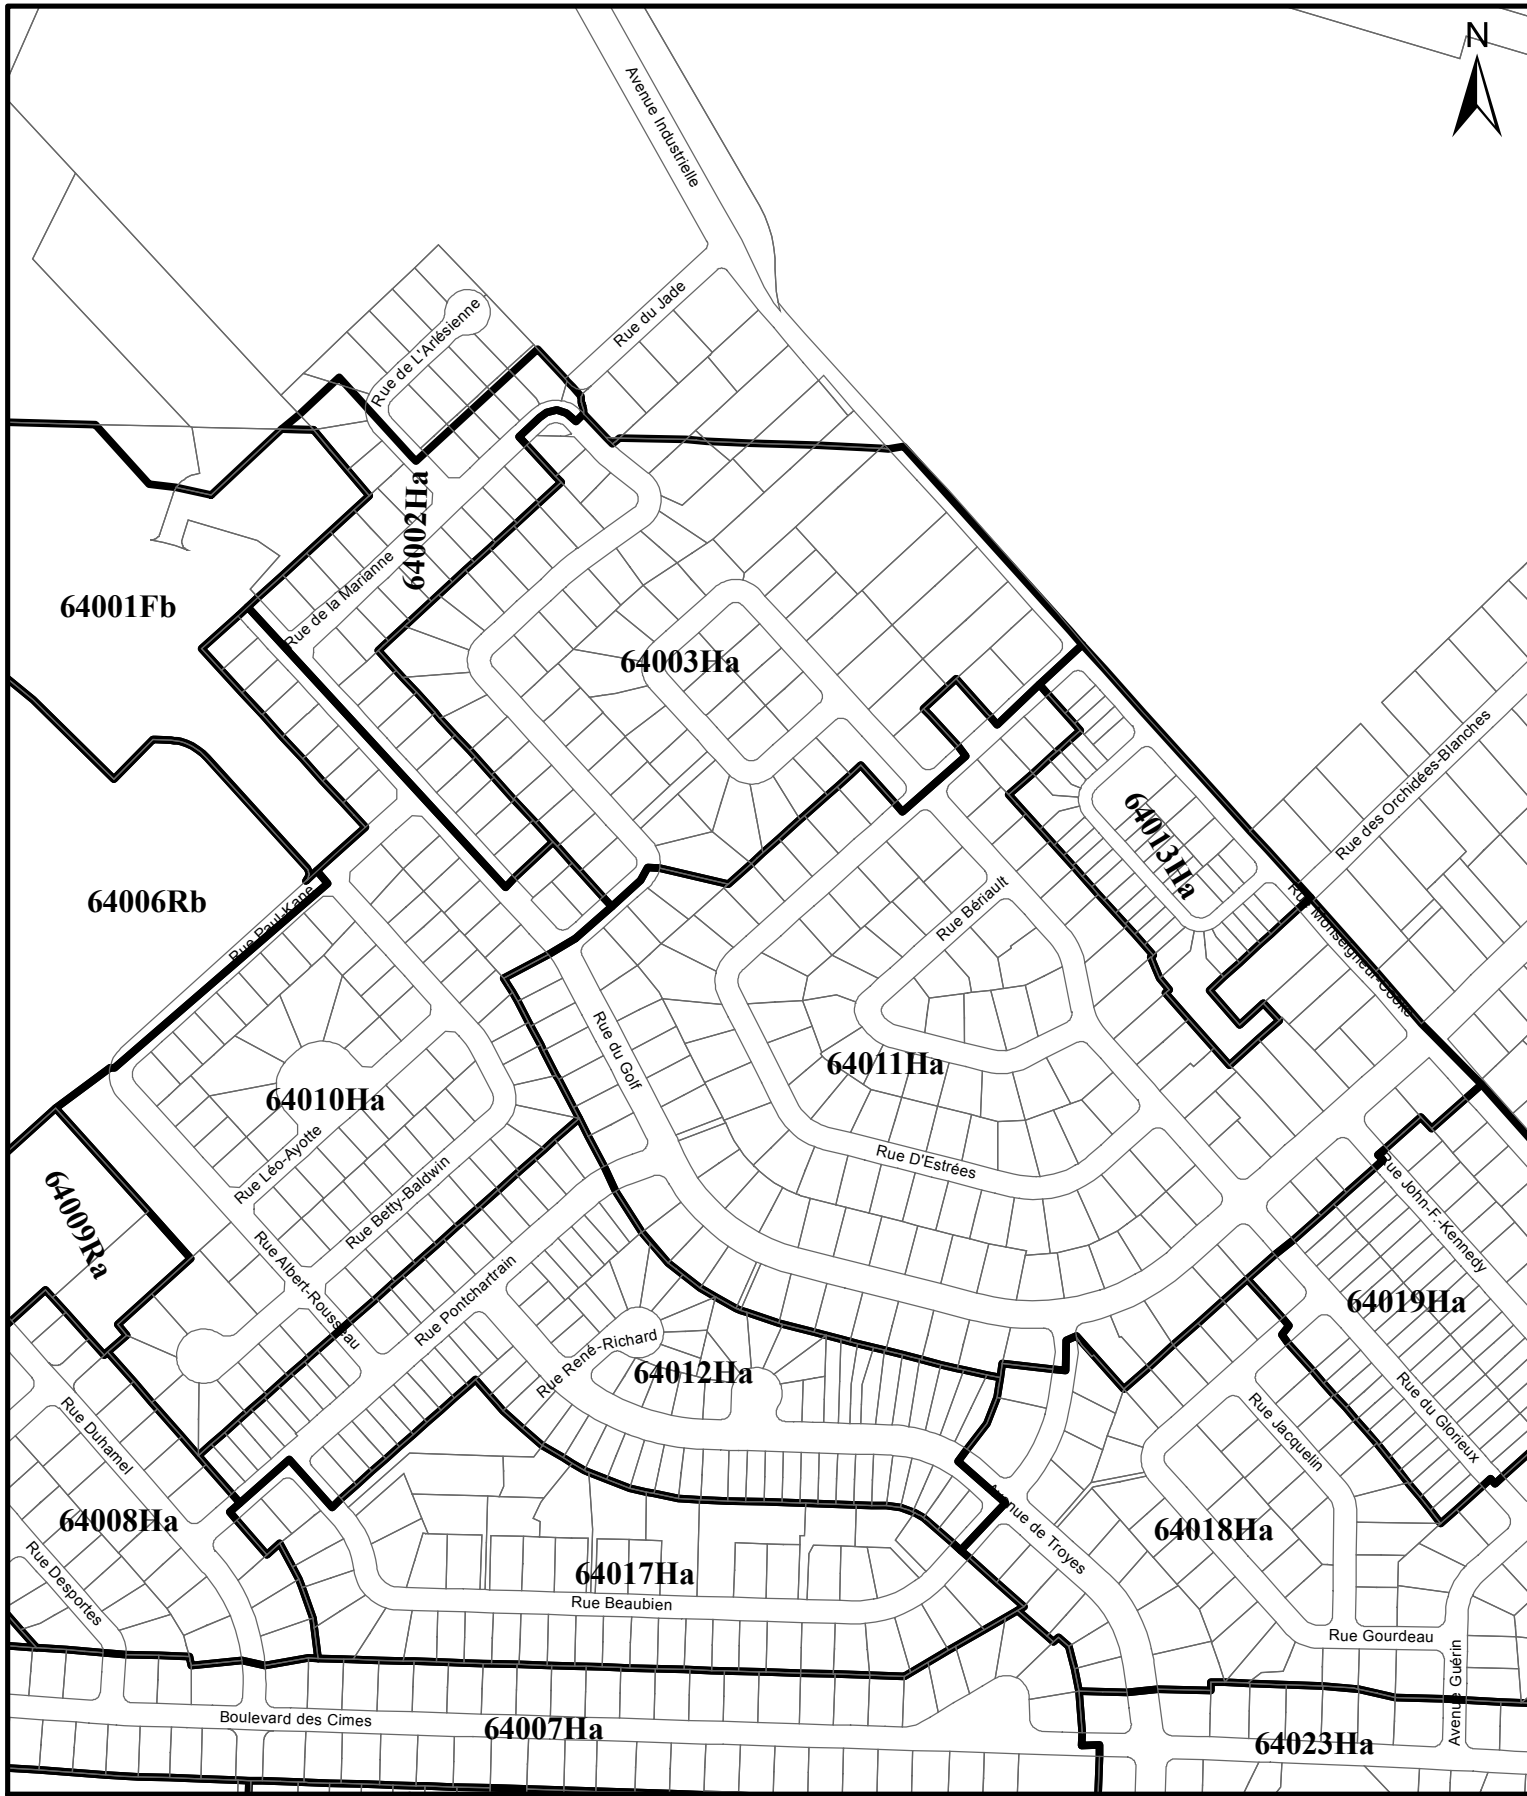 N
Avenue Industrielle
Rue du Jade
Rue de L'Arlésienne
64002Ha
Rue de la Marianne
64001Fb
64003Ha
Rue des Orchidées-Blanches
64013Ha
64006Rb
Rue Paul-Kane
Rue Bériault
Rue Monseigneur-Cooke
Rue du Golf
64011Ha
64010Ha
Rue Léo-Ayotte
Rue D'Estrées
Rue Betty-Baldwin
Rue John-F.-Kennedy
64009Ra
Rue Albert-Rousseau
Rue Pontchartrain
64019Ha
Rue René-Richard
64012Ha
Rue Duhamel
Rue Jacquelin
Rue du Glorieux
64008Ha
Avenue de Troyes
64018Ha
Rue Desportes
64017Ha
Rue Beaubien
Rue Gourdeau
Avenue Guérin
Boulevard des Cimes
64007Ha
64023Ha